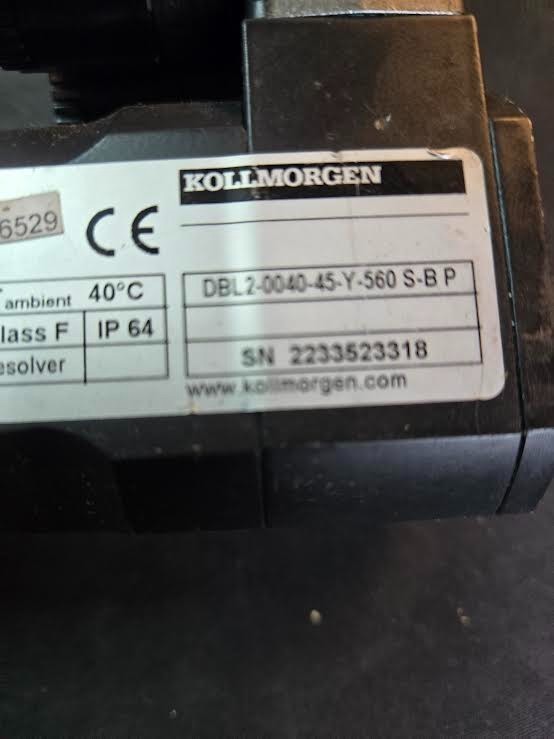 KOLLMORGEN
6529
CE
ambient 40°C
lass F IP 64
esolver
DBL2-0040-45-Y-560 S-B P
SN 2233523318
www.kollmorgen.com